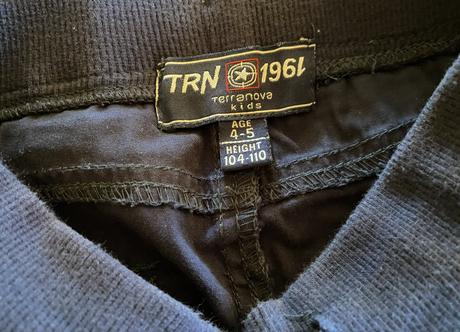 TRN 1961
Terranova
kids
AGE
4-5
HEIGHT
104-110